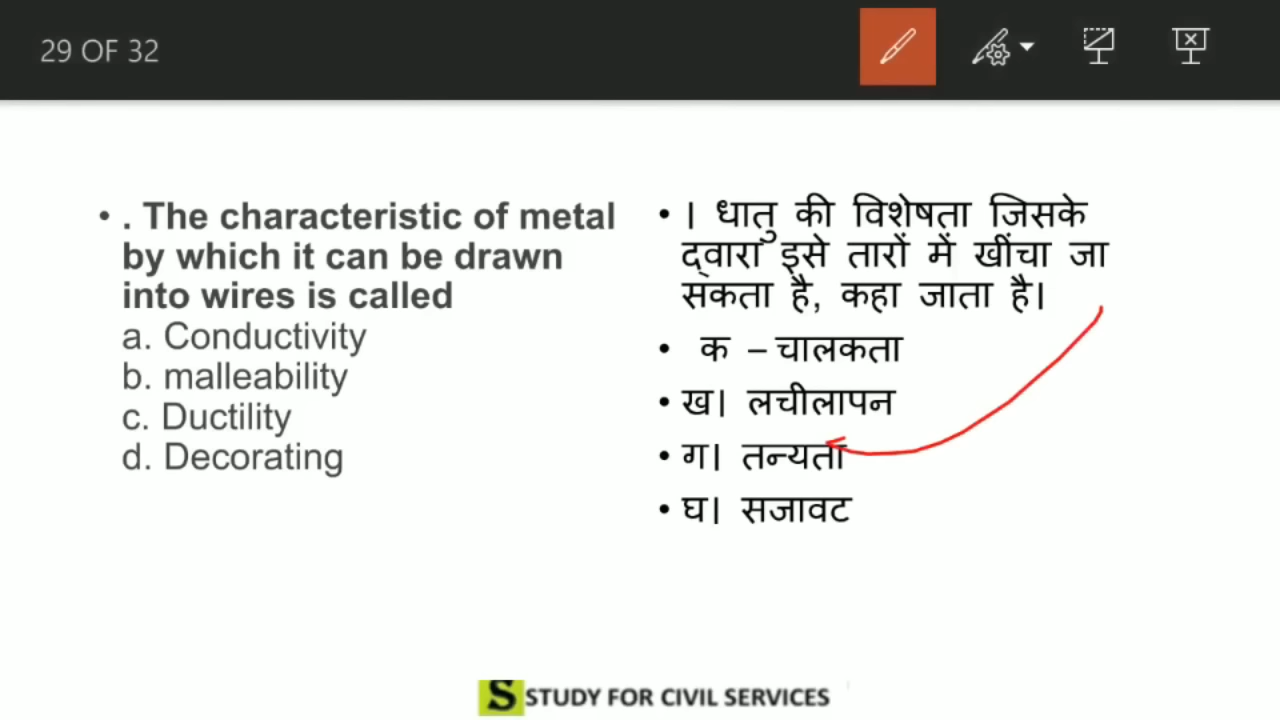 29 OF 32
• . The characteristic of metal
by which it can be drawn
into wires is called
a. Conductivity
b. malleability
c. Ductility
d. Decorating
• । धातु की विशेषता जिसके
द्वारा इसे तारों में खींचा जा
सकता है, कहा जाता है।
• क – चालकता
• ख। लचीलापन
• ग। तन्यता
• घ। सजावट
S STUDY FOR CIVIL SERVICES